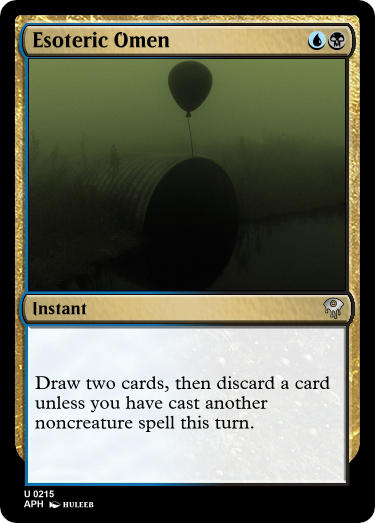 Esoteric Omen
Instant
Draw two cards, then discard a card
unless you have cast another
noncreature spell this turn.
U 0215
APH HULEEB